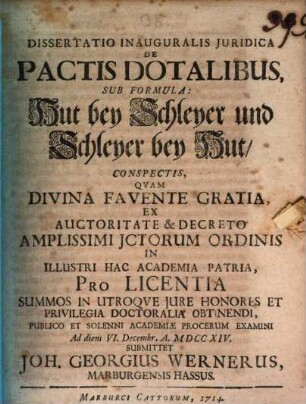 DISSERTATIO INAUGURALIS JURIDICA
DE
PACTIS DOTALIBUS,
SUB FORMULA:
Hut bey Schleyer und
Schleyer bey Hut/
CONSPECTIS,
QVAM
DIVINA FAVENTE GRATIA,
EX
AUCTORITATE & DECRETO
AMPLISSIMI JCTORUM ORDINIS
IN
ILLUSTRI HAC ACADEMIA PATRIA,
PRO LICENTIA
SUMMOS IN UTROQVE JURE HONORES ET
PRIVILEGIA DOCTORALIA OBTINENDI,
PUBLICO ET SOLENNI ACADEMIÆ PROCERUM EXAMINI
Ad diem VI. Decembr. A. MDCCXIV.
SUBMITTET
JOH. GEORGIUS WERNERUS,
MARBURGENSIS HASSUS.
MARBURGI CATTORUM, 1714.